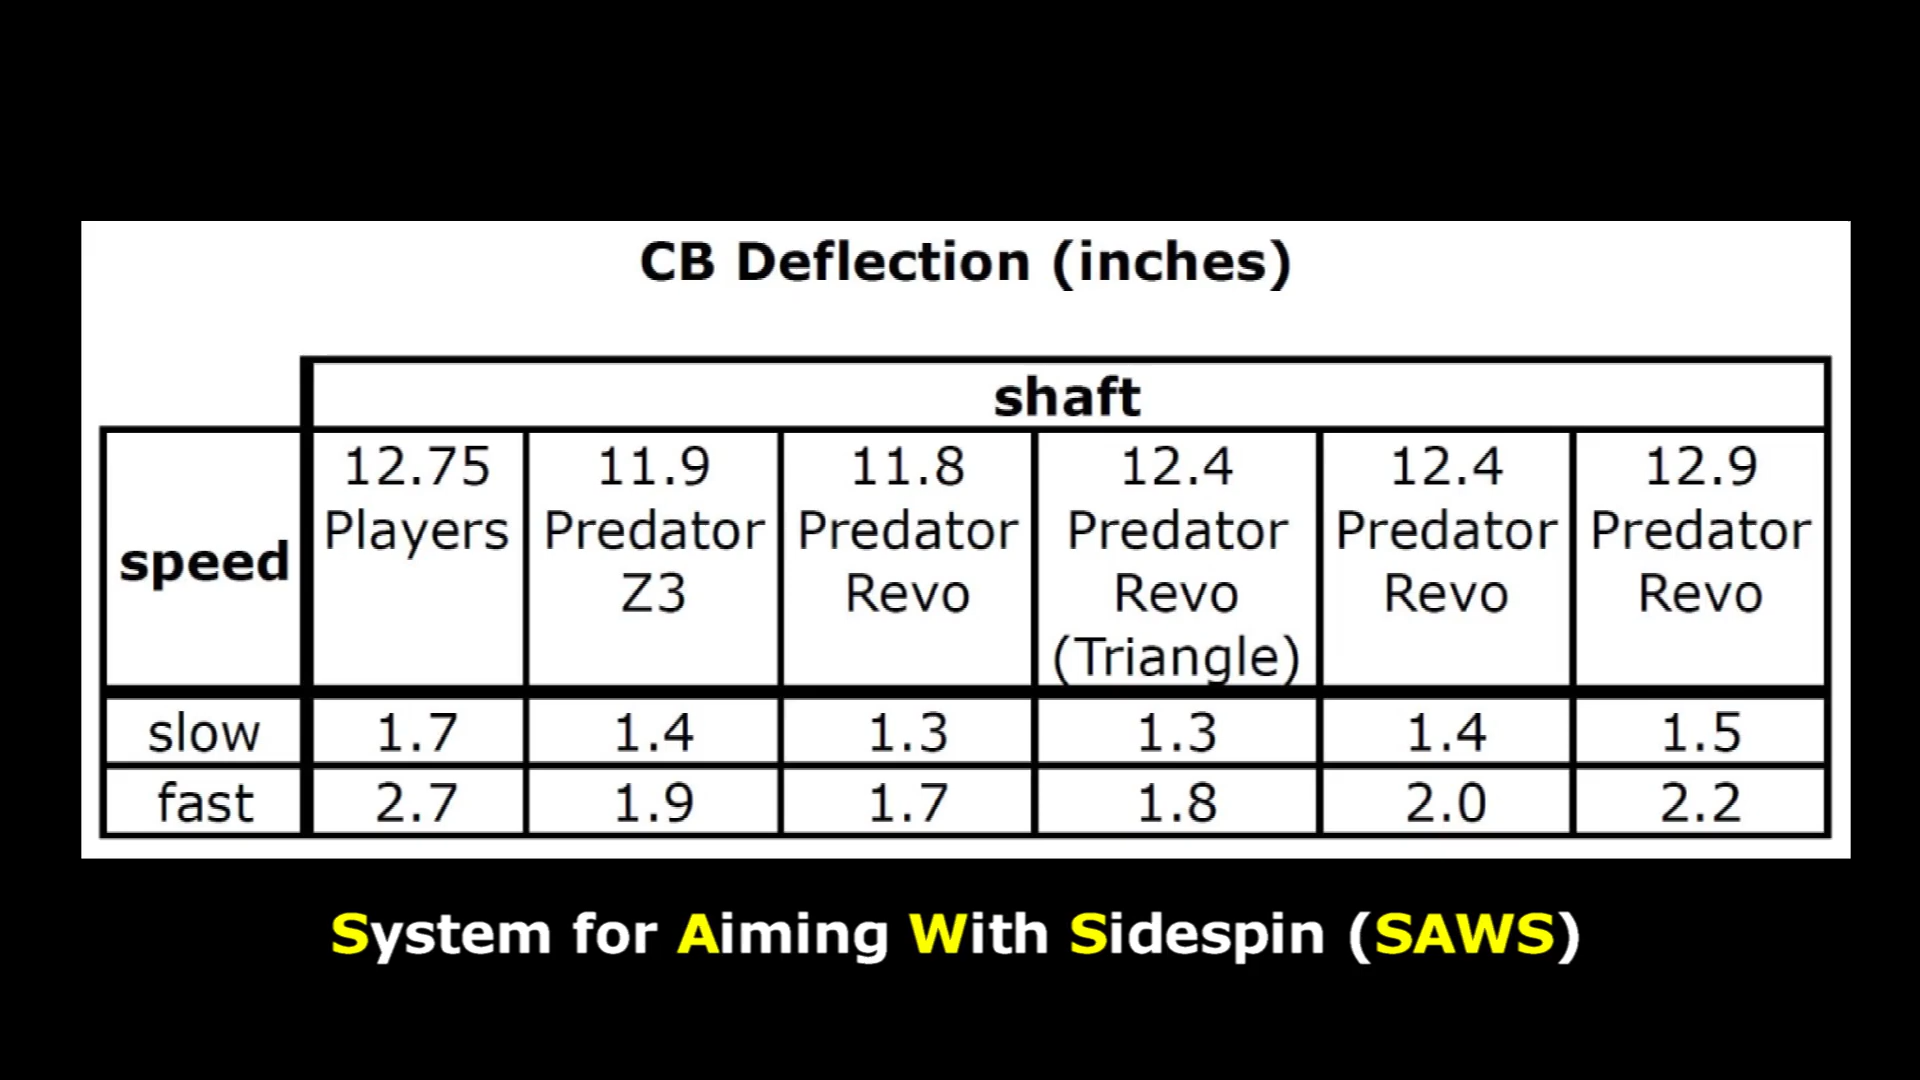 CB Deflection (inches)
shaft
speed
12.75 Players
11.9 Predator Z3
11.8 Predator Revo
12.4 Predator Revo (Triangle)
12.4 Predator Revo
12.9 Predator Revo
slow 1.7 1.4 1.3 1.3 1.4 1.5
fast 2.7 1.9 1.7 1.8 2.0 2.2
System for Aiming With Sidespin (SAWS)